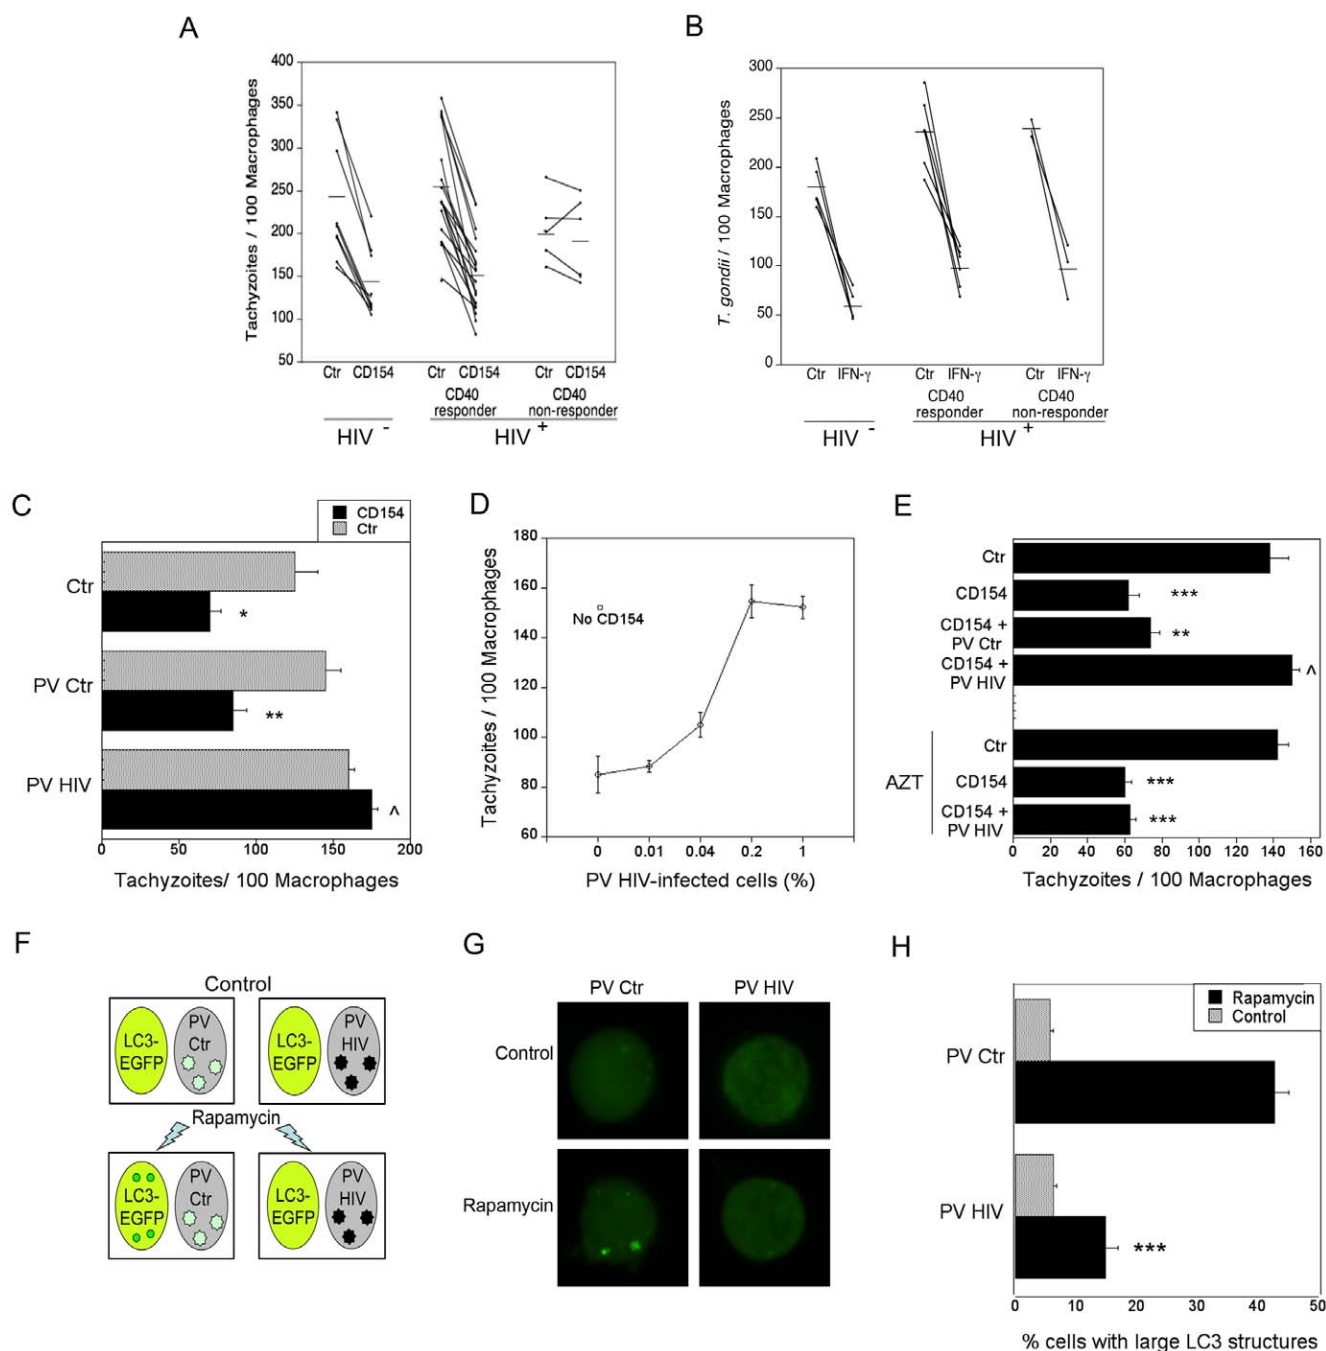 A
Tachyzoites / 100 Macrophages
400
350
300
250
200
150
100
50
Ctr CD154
Ctr CD154
Ctr CD154
CD40
responder
CD40
non-responder
HIV -
HIV +
B
T. gondii / 100 Macrophages
300
250
200
150
100
50
0
Ctr IFN-γ
Ctr IFN-γ
Ctr IFN-γ
CD40
responder
CD40
non-responder
HIV -
HIV +
C
CD154
Ctr
Ctr
*
PV Ctr
**
PV HIV
^
0 50 100 150 200
Tachyzoites/ 100 Macrophages
D
Tachyzoites / 100 Macrophages
180
160
140
120
100
80
60
No CD154
0 0.01 0.04 0.2 1
PV HIV-infected cells (%)
E
Ctr
CD154 ***
CD154 +
PV Ctr **
CD154 +
PV HIV ^
AZT
Ctr
CD154 ***
CD154 +
PV HIV ***
0 20 40 60 80 100 120 140 160
Tachyzoites / 100 Macrophages
F
Control
LC3-
EGFP
PV
Ctr
LC3-
EGFP
PV
HIV
Rapamycin
LC3-
EGFP
PV
Ctr
LC3-
EGFP
PV
HIV
G
PV Ctr PV HIV
Control
Rapamycin
H
Rapamycin
Control
PV Ctr
PV HIV
***
0 10 20 30 40 50
% cells with large LC3 structures